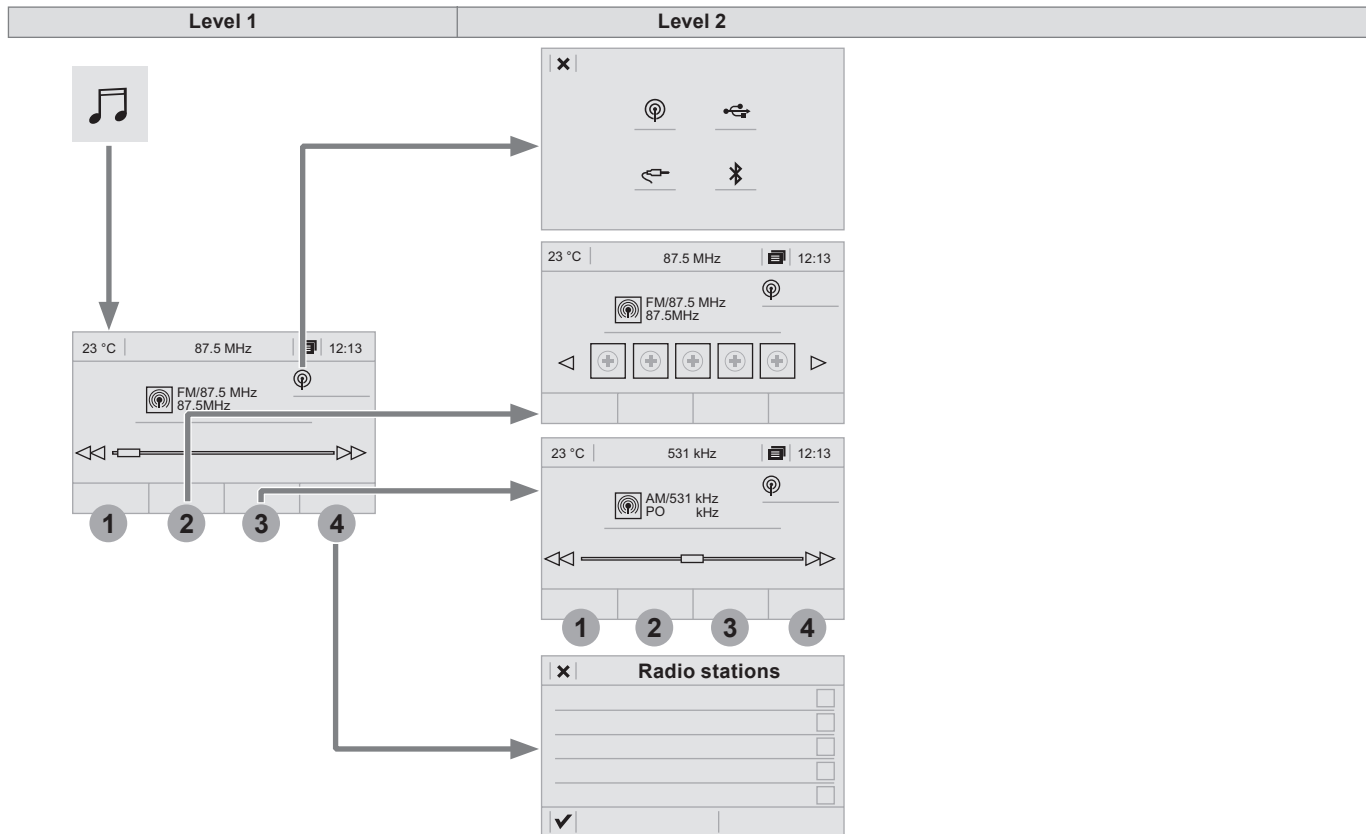 Level 1
Level 2
23 °C
87.5 MHz
12:13
FM/87.5 MHz
87.5MHz
1
2
3
4
23 °C
87.5 MHz
12:13
FM/87.5 MHz
87.5MHz
23 °C
531 kHz
12:13
AM/531 kHz
PO kHz
1
2
3
4
Radio stations